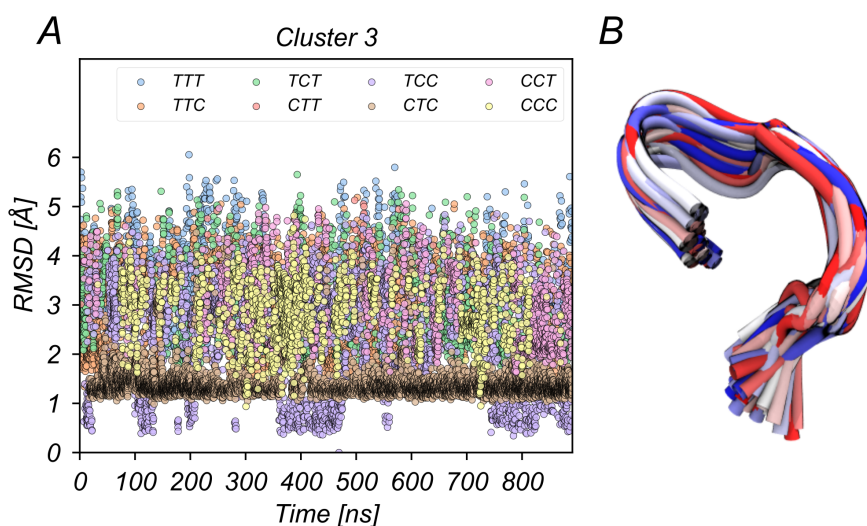 A
Cluster 3
B
TTT TCT TCC CCT
TTC CTT CTC CCC
RMSD [Å]
6
5
4
3
2
1
0
0 100 200 300 400 500 600 700 800
Time [ns]